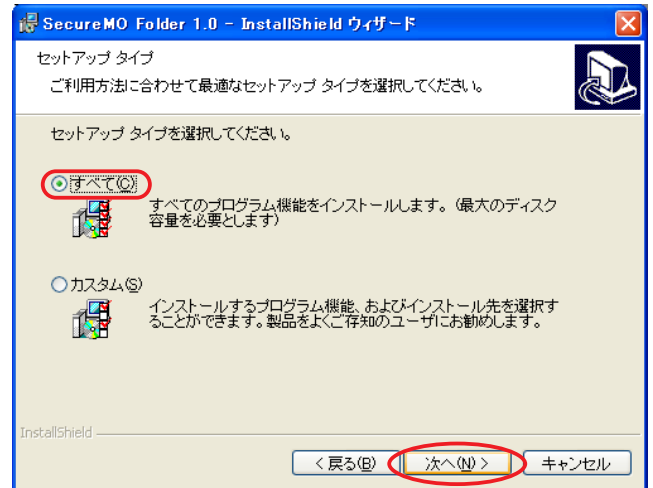 SecureMO Folder 1.0 - InstallShield ウィザード
セットアップ タイプ
ご利用方法に合わせて最適なセットアップ タイプを選択してください。
セットアップ タイプを選択してください。
すべて(C)
すべてのプログラム機能をインストールします。(最大のディスク
容量を必要とします)
カスタム(S)
インストールするプログラム機能、およびインストール先を選択す
ることができます。製品をよくご存知のユーザにお勧めします。
InstallShield
< 戻る(B)
次へ(N) >
キャンセル